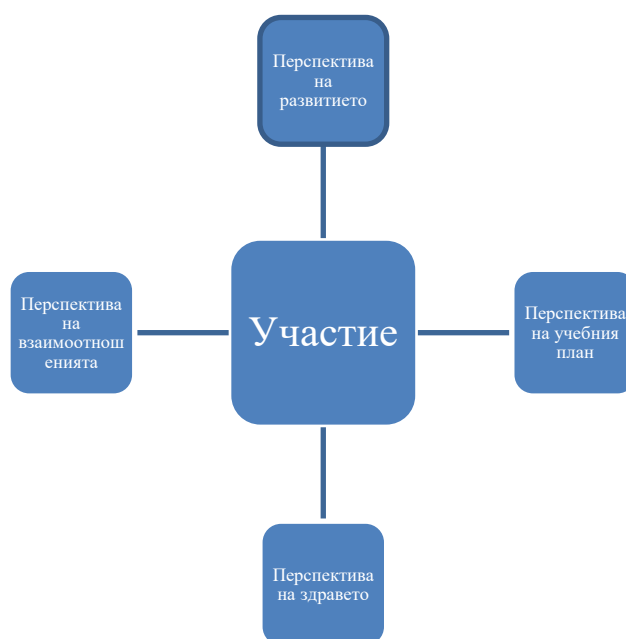 Перспектива
на
развитието
Перспектива
на
взаимоотнош
енията
Участие
Перспектива
на учебния
план
Перспектива
на здравето